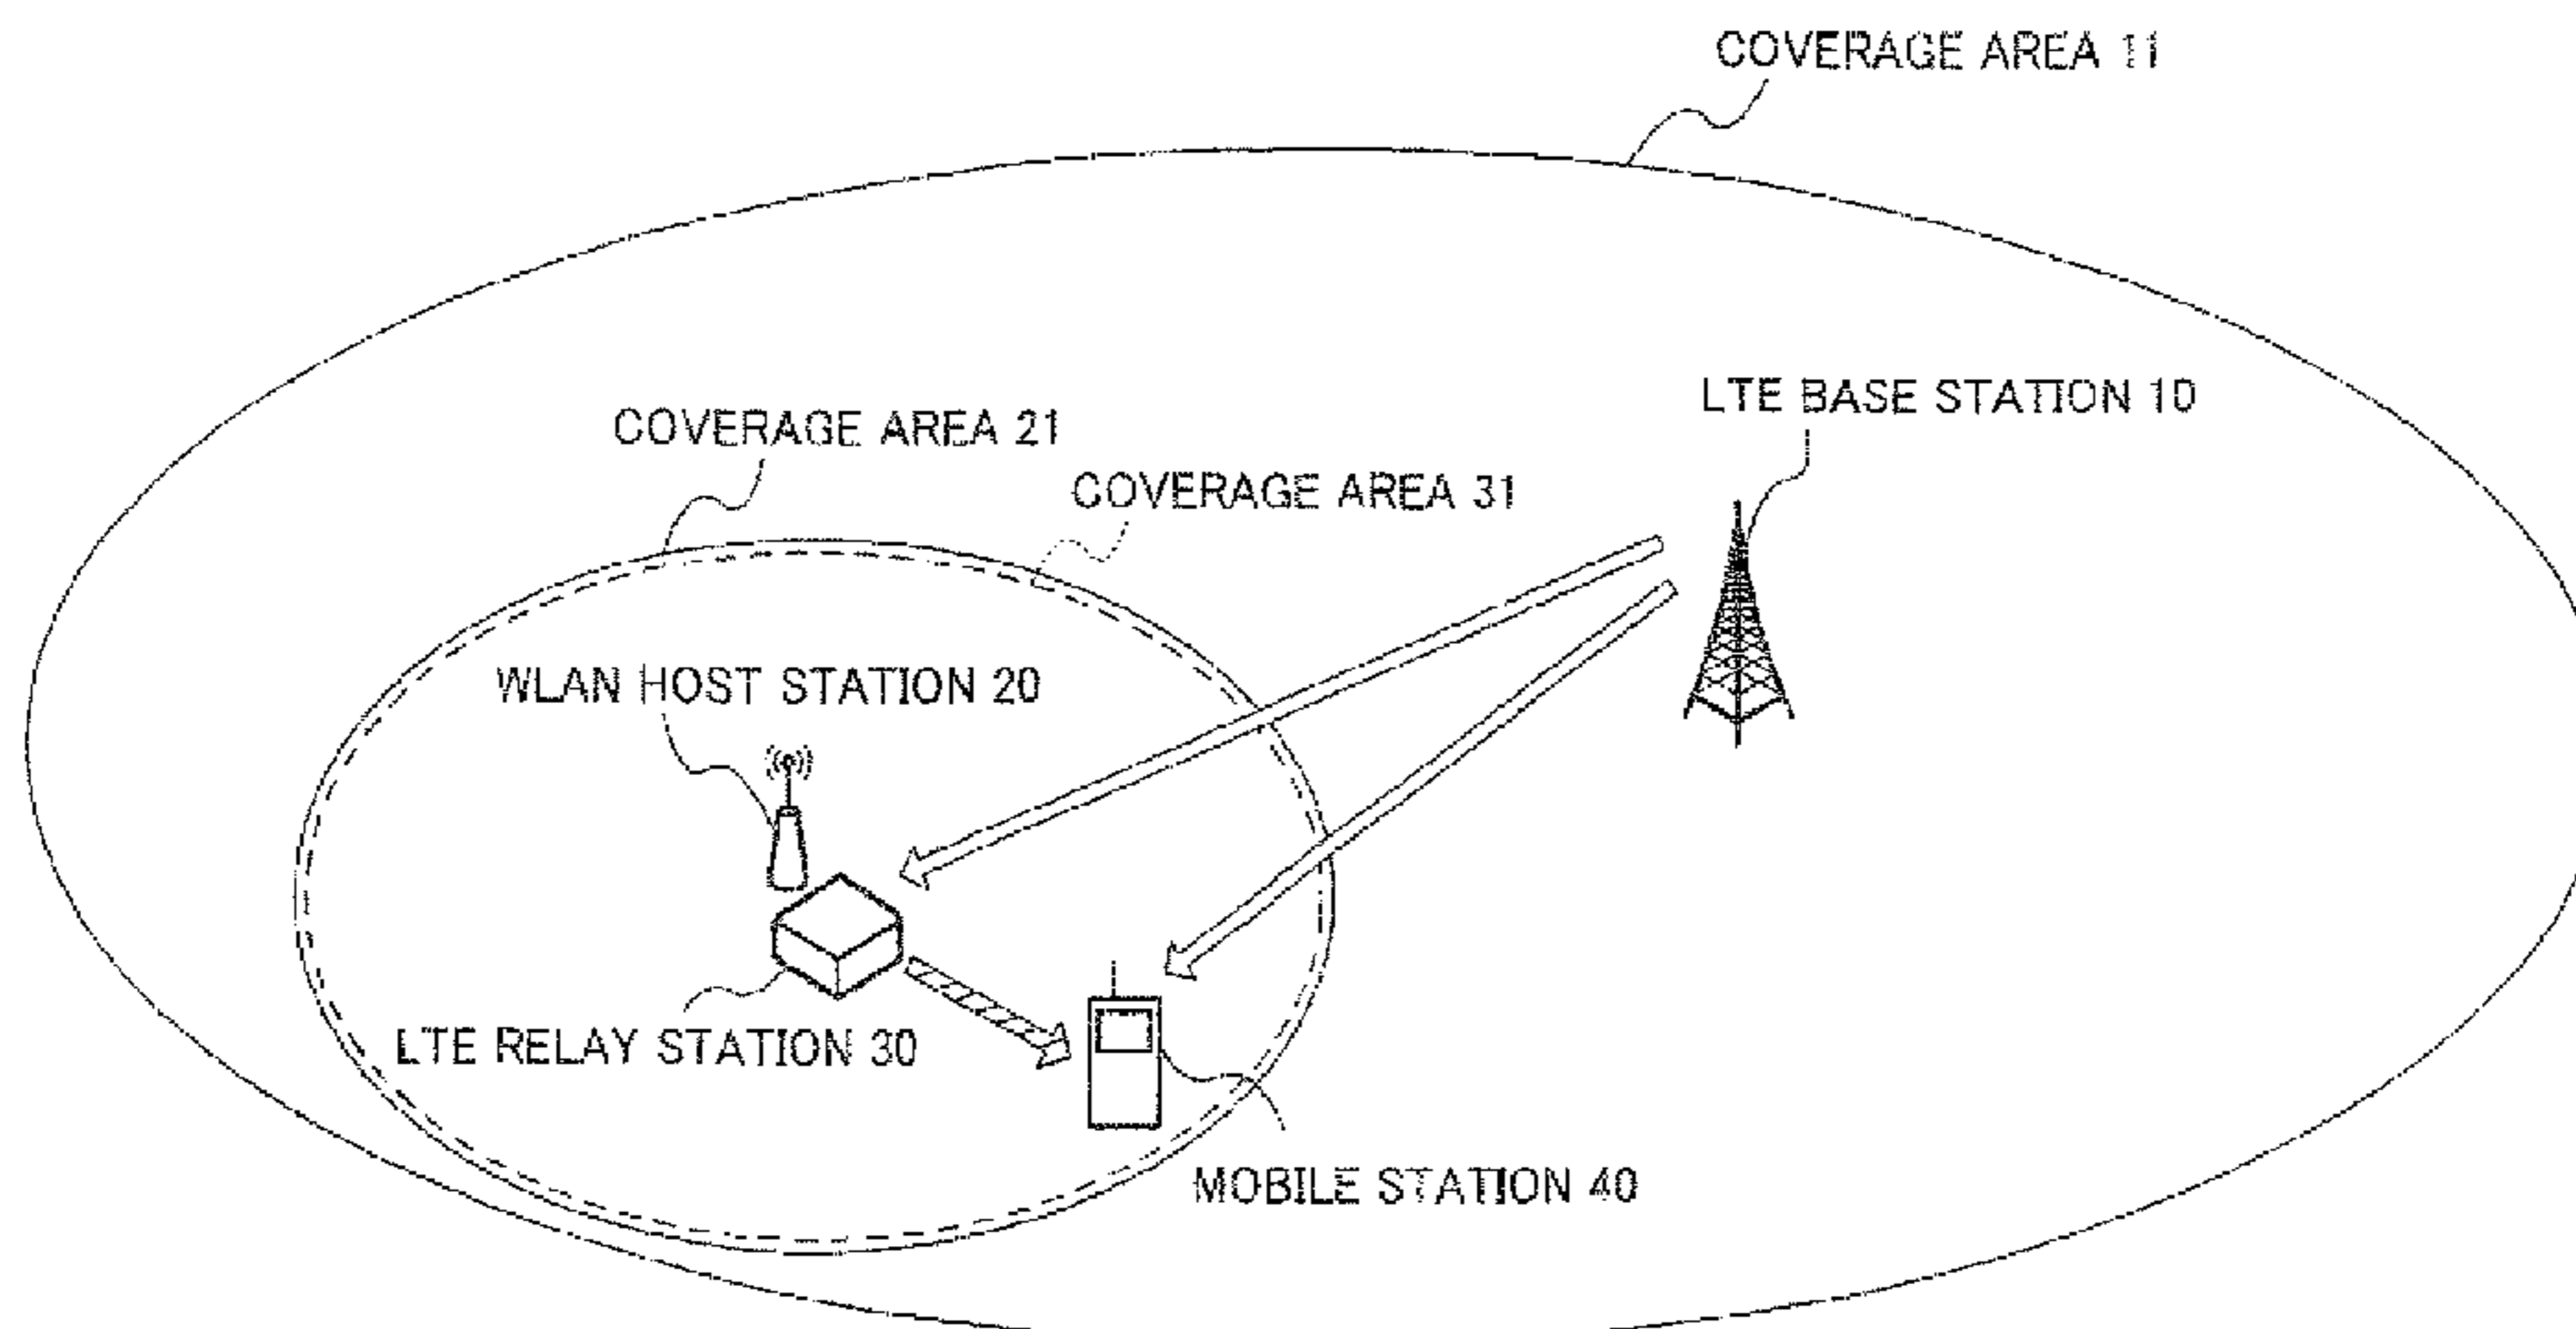 COVERAGE AREA 11
LTE BASE STATION 10
COVERAGE AREA 21
COVERAGE AREA 31
WLAN HOST STATION 20
LTE RELAY STATION 30
MOBILE STATION 40